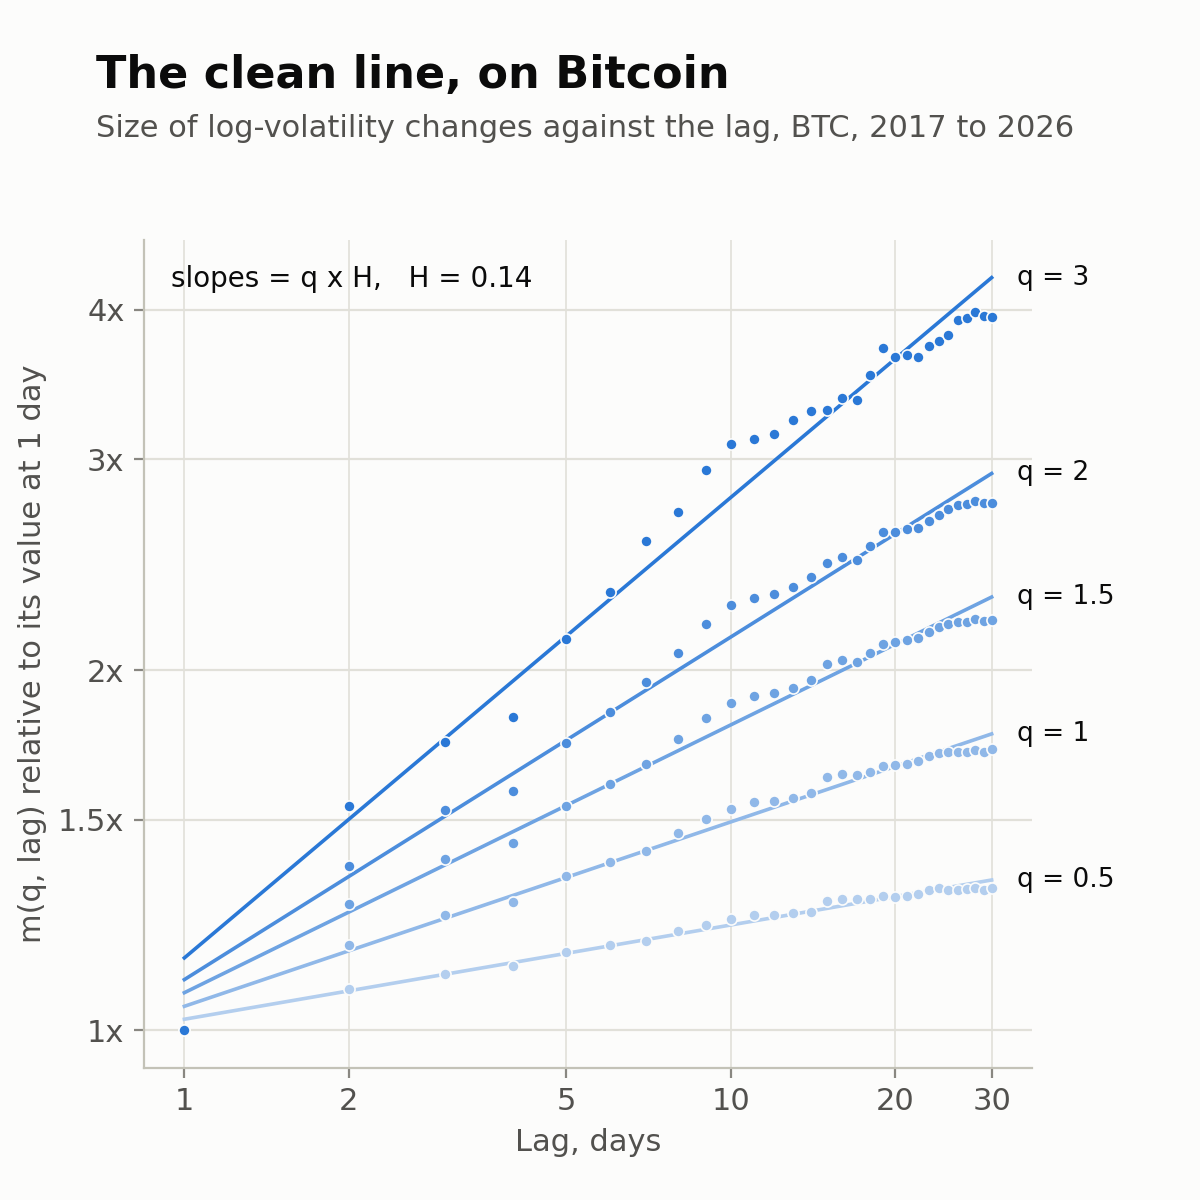 The clean line, on Bitcoin
Size of log-volatility changes against the lag, BTC, 2017 to 2026
slopes = q x H, H = 0.14
q = 3
q = 2
q = 1.5
q = 1
q = 0.5
4x
3x
2x
1.5x
1x
m(q, lag) relative to its value at 1 day
1 2 5 10 20 30
Lag, days